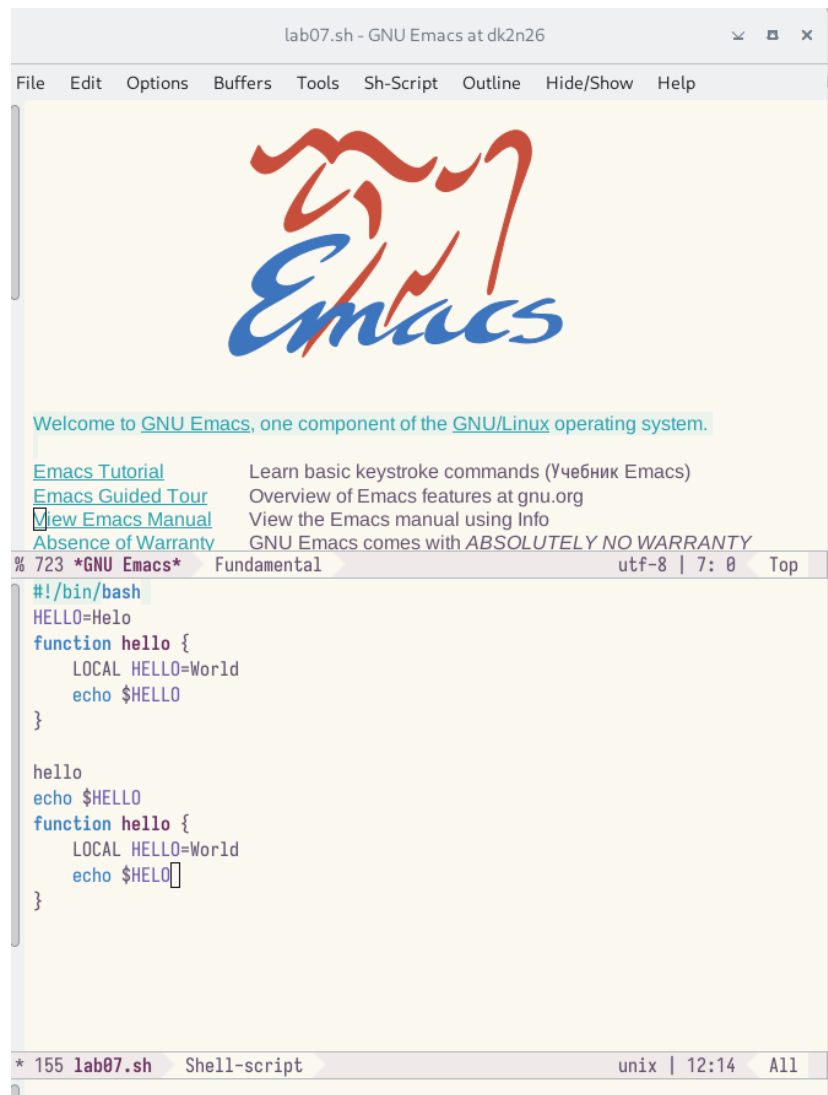 lab07.sh - GNU Emacs at dk2n26
File Edit Options Buffers Tools Sh-Script Outline Hide/Show Help
Emacs
Welcome to GNU Emacs, one component of the GNU/Linux operating system.
Emacs Tutorial Learn basic keystroke commands (Учебник Emacs)
Emacs Guided Tour Overview of Emacs features at gnu.org
View Emacs Manual View the Emacs manual using Info
Absence of Warranty GNU Emacs comes with ABSOLUTELY NO WARRANTY
% 723 *GNU Emacs* Fundamental utf-8 | 7: 0 Top
#!/bin/bash
HELLO=Helo
function hello {
    LOCAL HELLO=World
    echo $HELLO
}
hello
echo $HELLO
function hello {
    LOCAL HELLO=World
    echo $HELO
}
* 155 lab07.sh Shell-script unix | 12:14 All